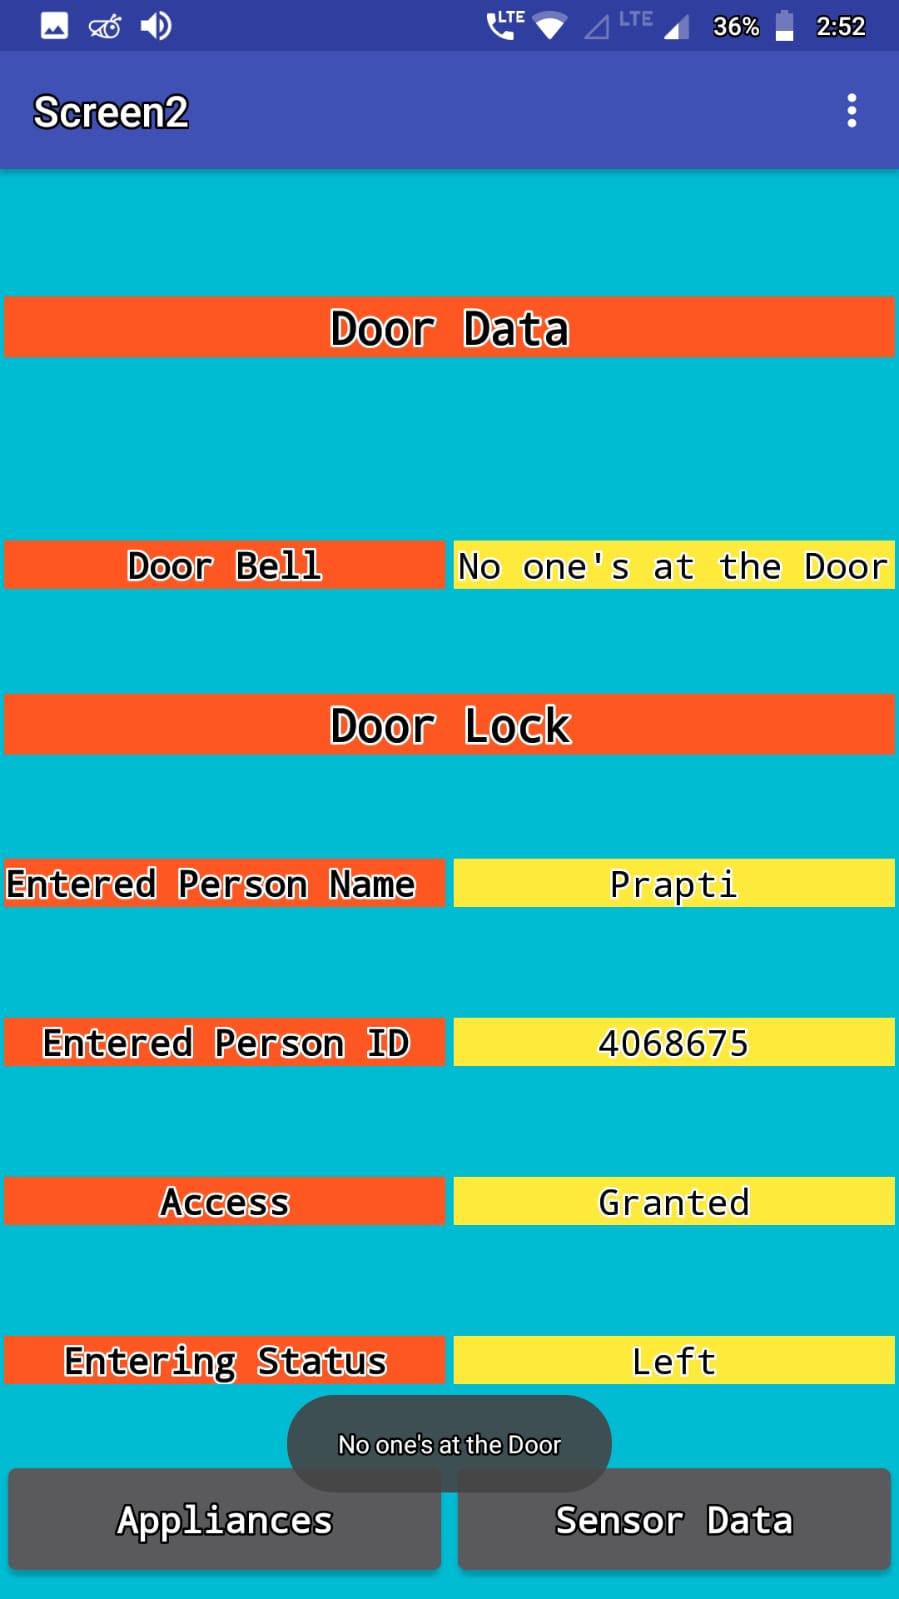 LTE LTE 36% 2:52
Screen2
Door Data
Door Bell No one's at the Door
Door Lock
Entered Person Name Prapti
Entered Person ID 4068675
Access Granted
Entering Status Left
No one's at the Door
Appliances Sensor Data